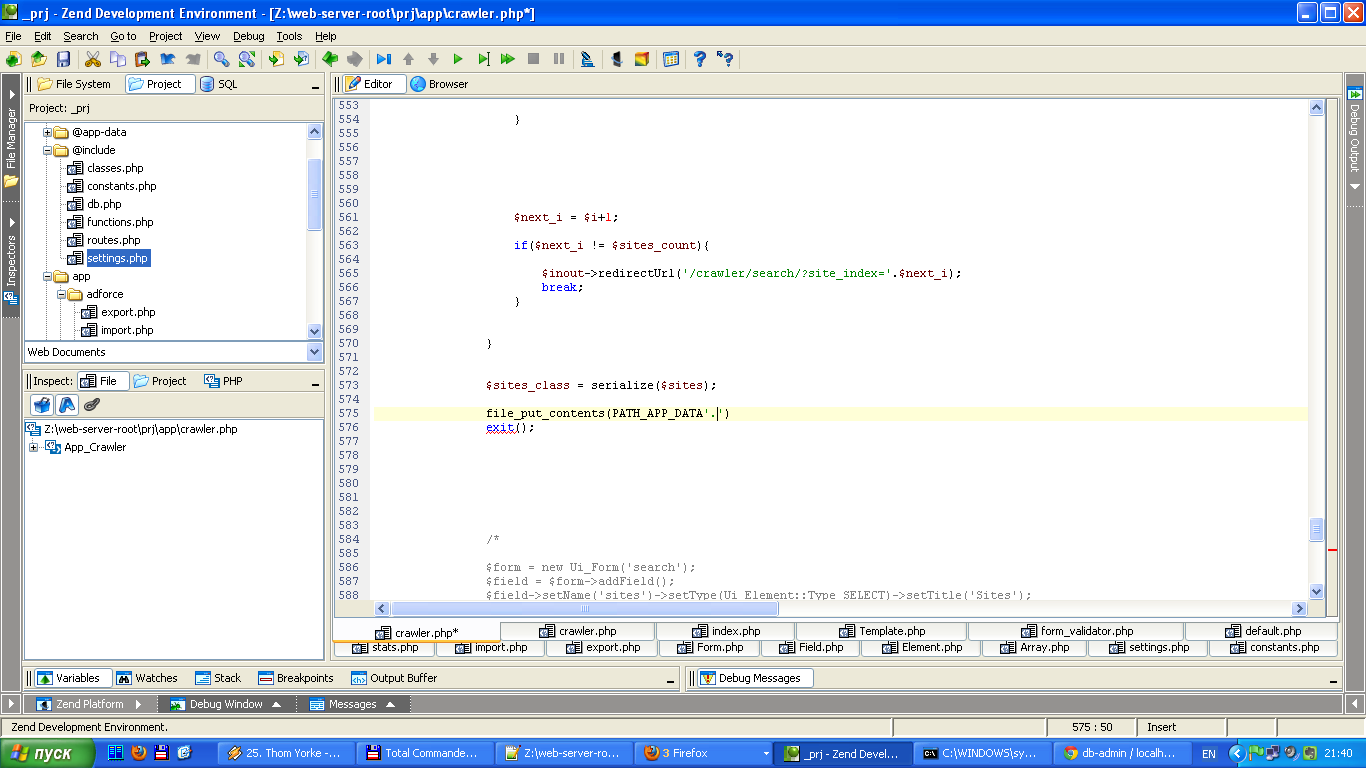 _prj - Zend Development Environment - [Z:\web-server-root\prj\app\crawler.php*]
File Edit Search Go to Project View Debug Tools Help
File System Project SQL
Editor Browser
File Manager
Inspectors
Debug Output
Project: _prj
@app-data
@include
classes.php
constants.php
db.php
functions.php
routes.php
settings.php
app
adforce
export.php
import.php
Web Documents
Inspect: File Project PHP
Z:\web-server-root\prj\app\crawler.php
App_Crawler
553
554 }
555
556
557
558
559
560
561 $next_i = $i+1;
562
563 if($next_i != $sites_count){
564
565 $inout->redirectUrl('/crawler/search/?site_index='.$next_i);
566 break;
567 }
568
569
570 }
571
572
573 $sites_class = serialize($sites);
574
575 file_put_contents(PATH_APP_DATA'.')
576 exit();
577
578
579
580
581
582
583
584 /*
585
586 $form = new Ui_Form('search');
587 $field = $form->addField();
588 $field->setName('sites')->setType(Ui_Element::Type_SELECT)->setTitle('Sites');
crawler.php* crawler.php index.php Template.php form_validator.php default.php
stats.php import.php export.php Form.php Field.php Element.php Array.php settings.php constants.php
Variables Watches Stack Breakpoints Output Buffer Debug Messages
Zend Platform Debug Window Messages
Zend Development Environment. 575 : 50 Insert
пуск 25. Thom Yorke -... Total Commande... Z:\web-server-ro... 3 Firefox _prj - Zend Devel... C:\WINDOWS\sy... db-admin / localh... EN 21:40